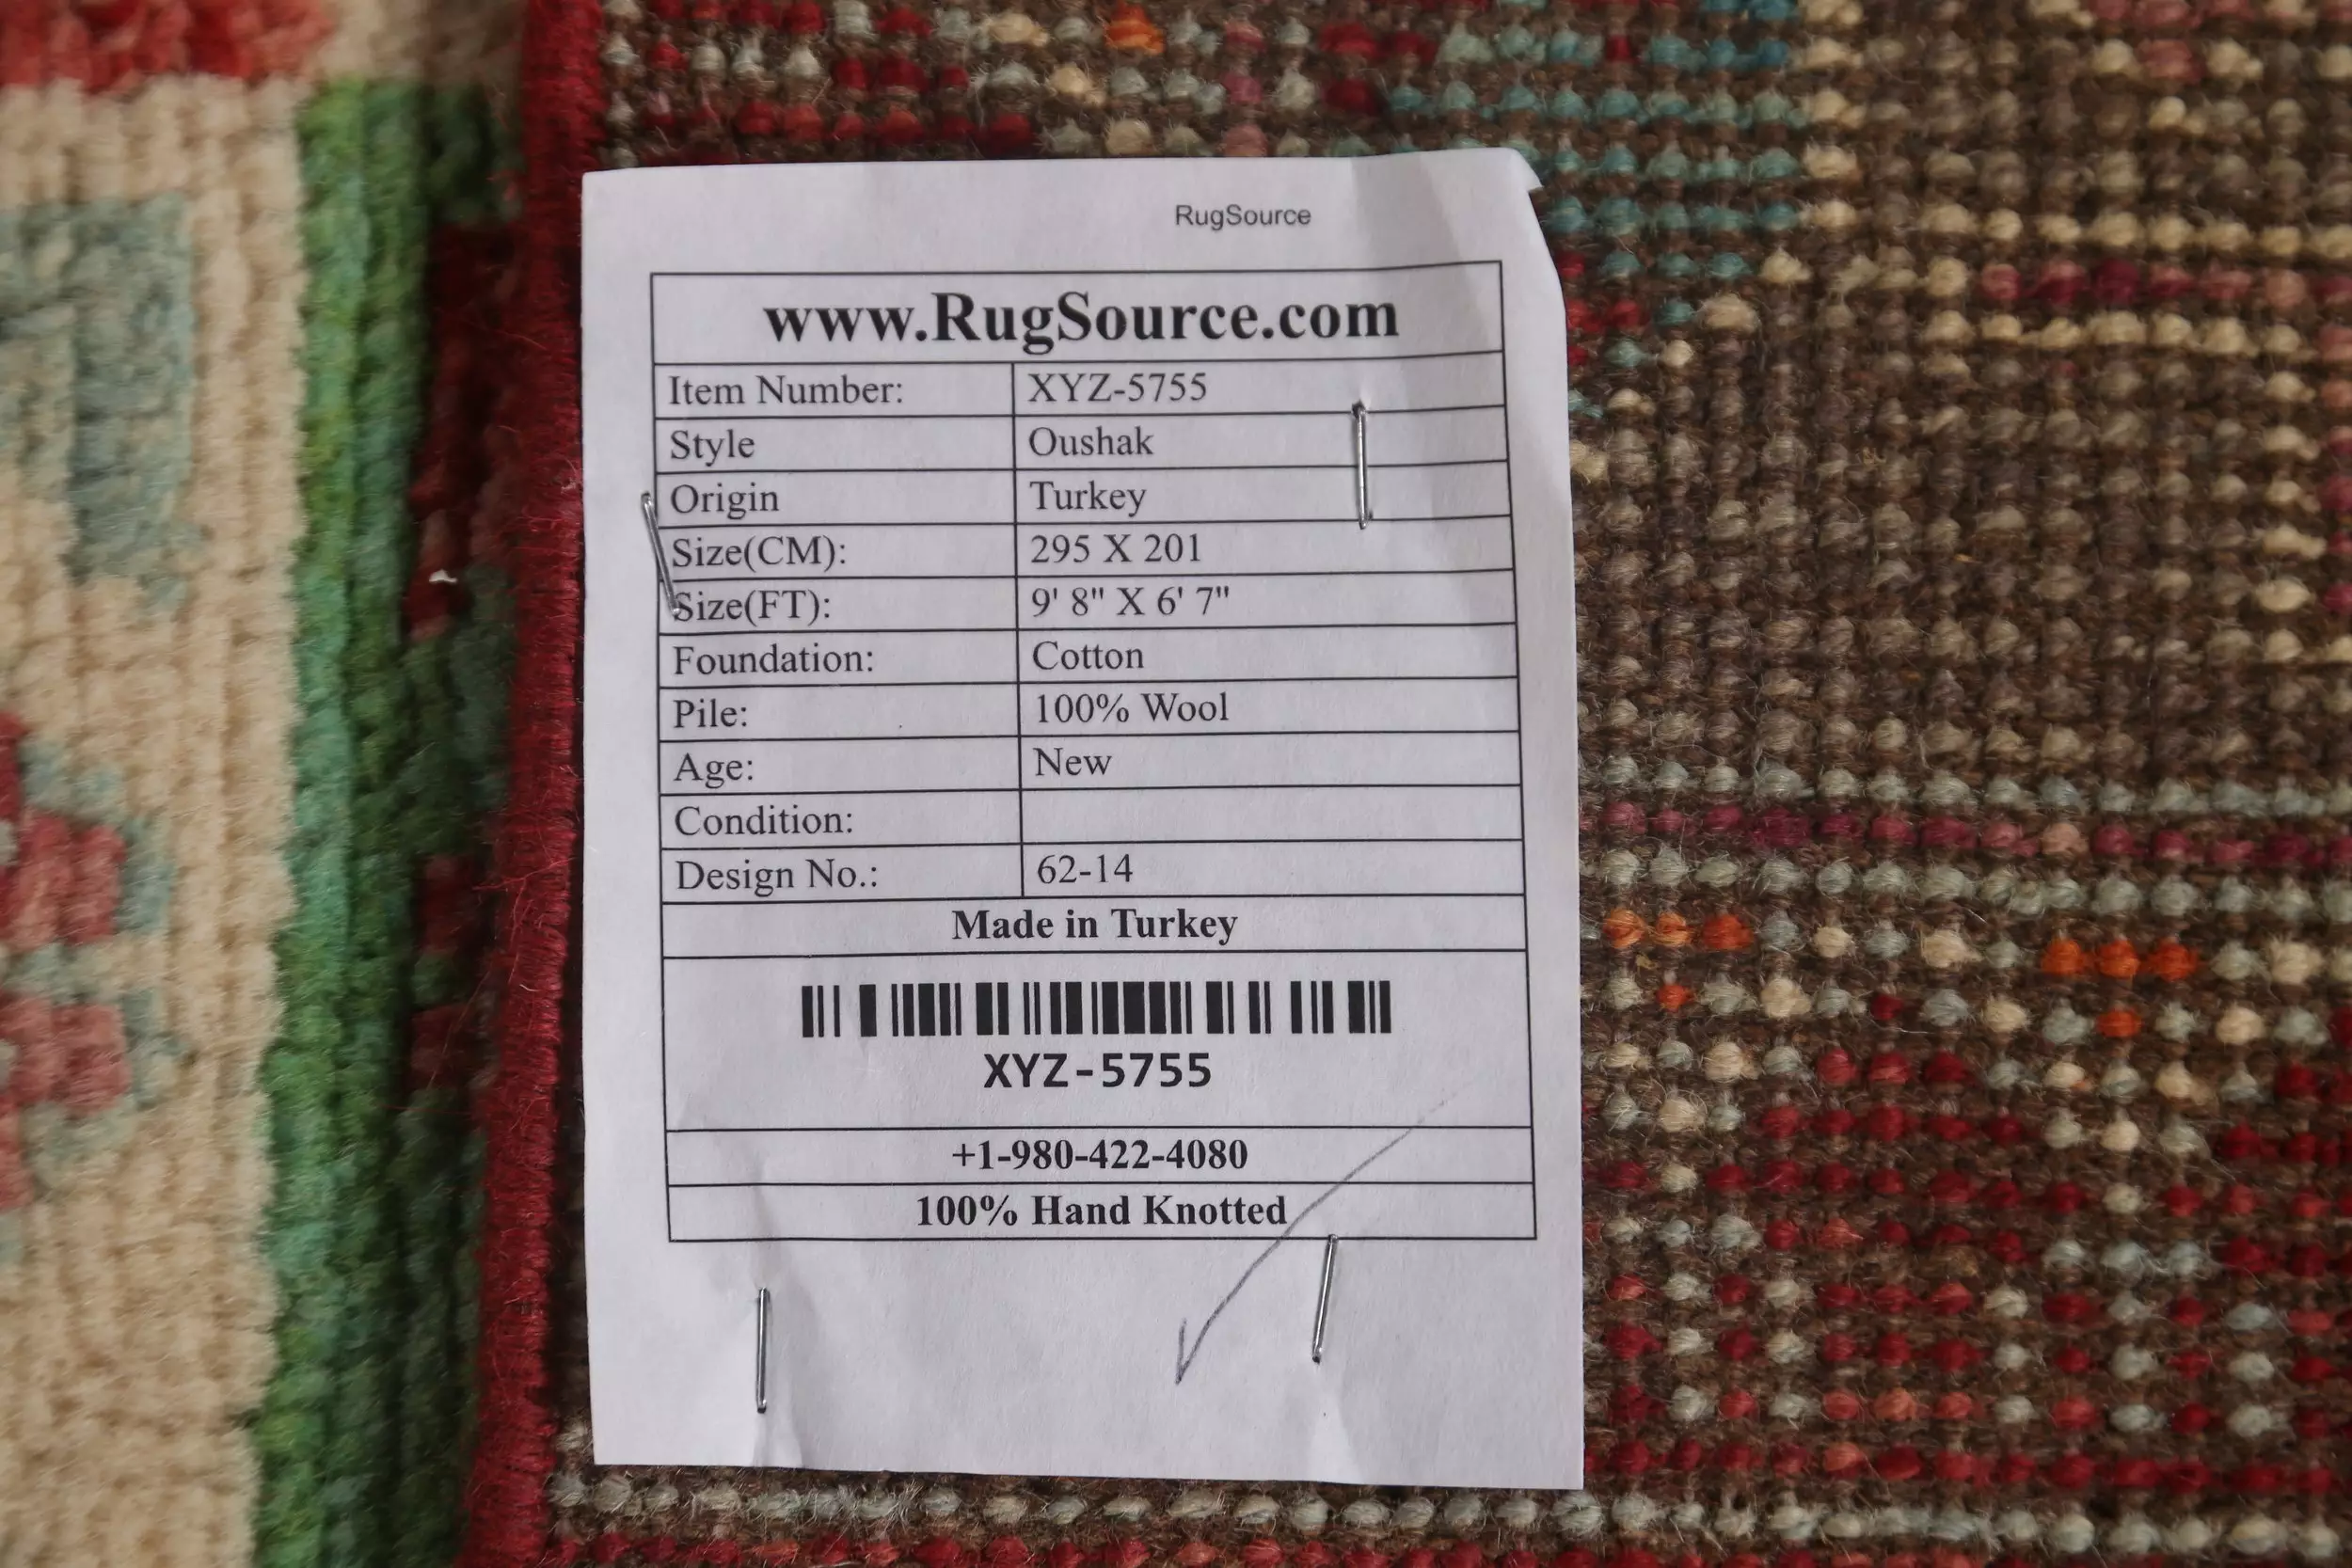 RugSource
www.RugSource.com
Item Number: XYZ-5755
Style Oushak
Origin Turkey
Size(CM): 295 X 201
Size(FT): 9' 8" X 6' 7"
Foundation: Cotton
Pile: 100% Wool
Age: New
Condition:
Design No.: 62-14
Made in Turkey
XYZ-5755
+1-980-422-4080
100% Hand Knotted